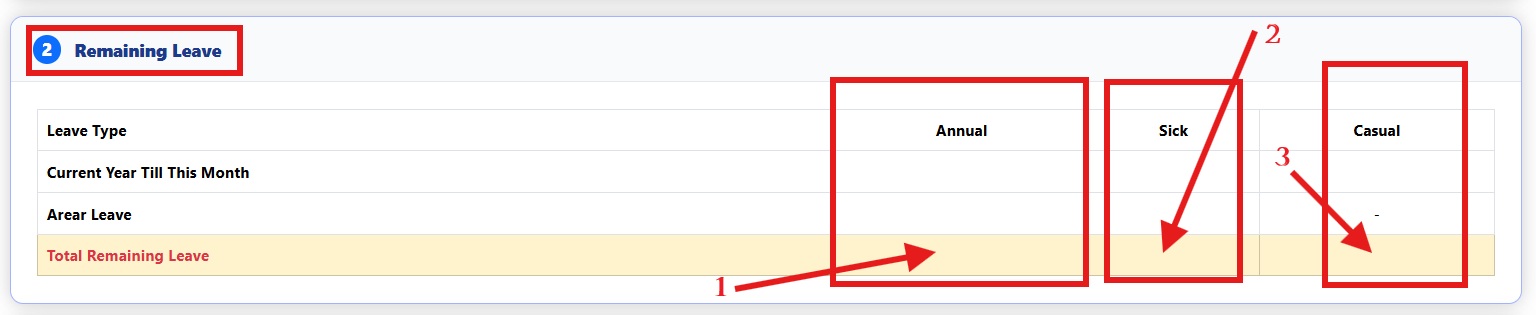 2 Remaining Leave
2
Leave Type Annual Sick Casual
3
Current Year Till This Month
Arear Leave -
Total Remaining Leave
1